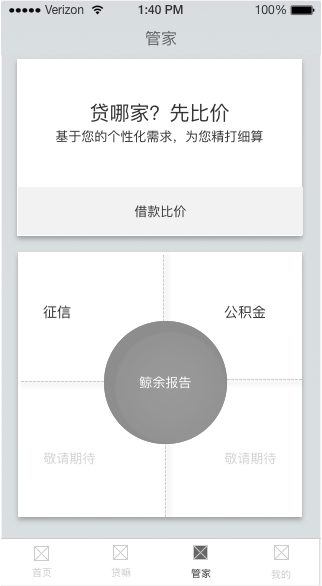 Verizon 1:40 PM 100%
管家
贷哪家？先比价
基于您的个性化需求，为您精打细算
借款比价
征信 公积金
鲸余报告
敬请期待 敬请期待
首页 贷嘛 管家 我的